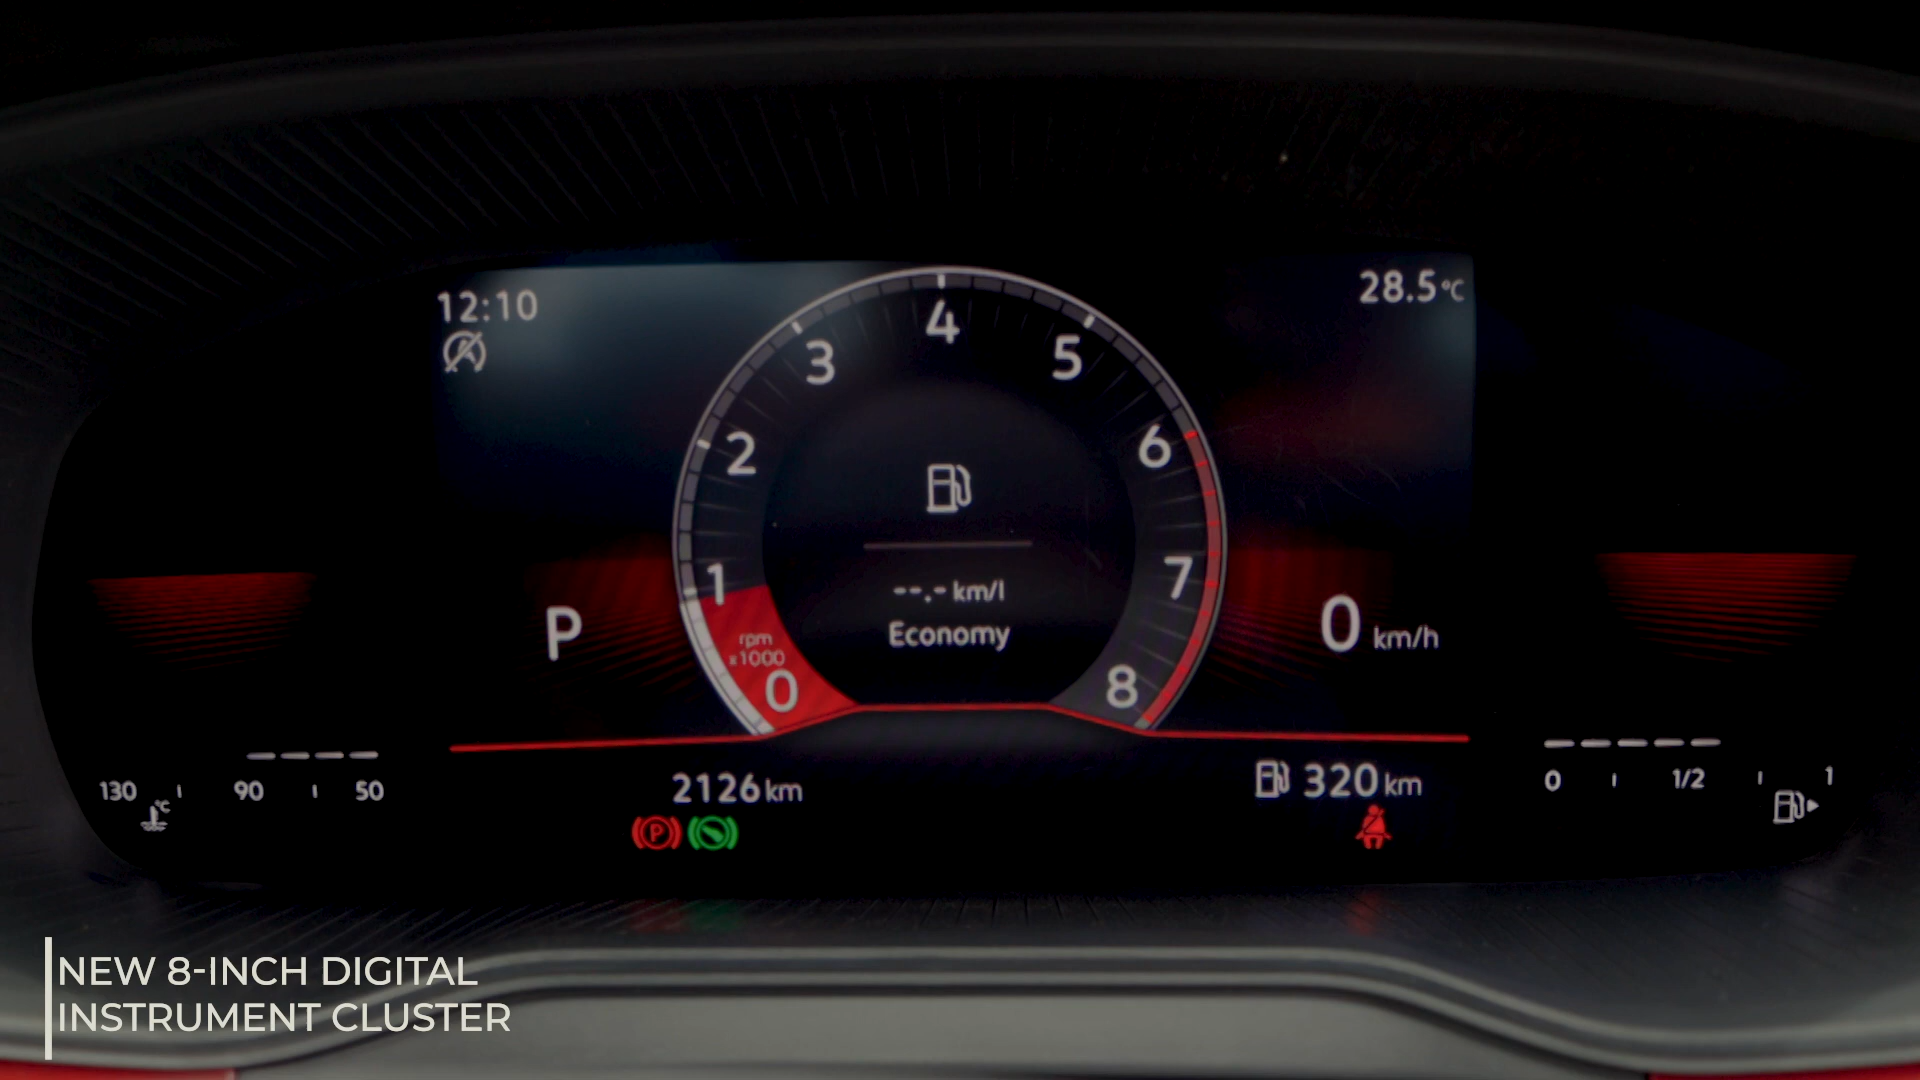 12:10
28.5°C
4
3
5
2
6
1
7
rpm
x1000
0
8
--.- km/l
Economy
P
0 km/h
130
90
50
2126 km
320 km
0
1/2
1
°C
P
NEW 8-INCH DIGITAL
INSTRUMENT CLUSTER